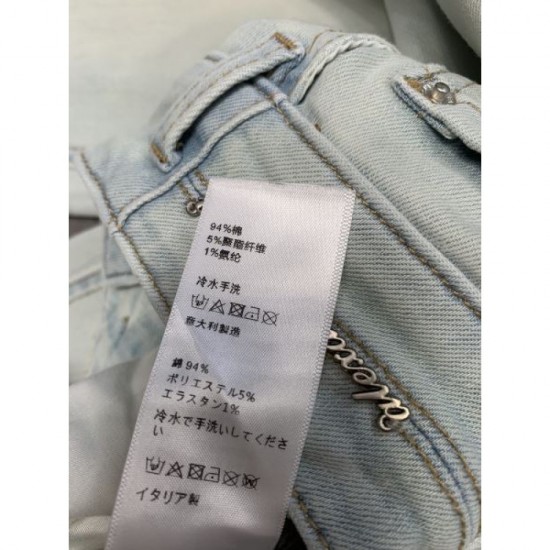 94%棉
5%聚酯纤维
1%氨纶
冷水手洗
意大利製造
綿 94%
ポリエステル5%
エラスタン1%
冷水で手洗いしてくださ
い
イタリア製